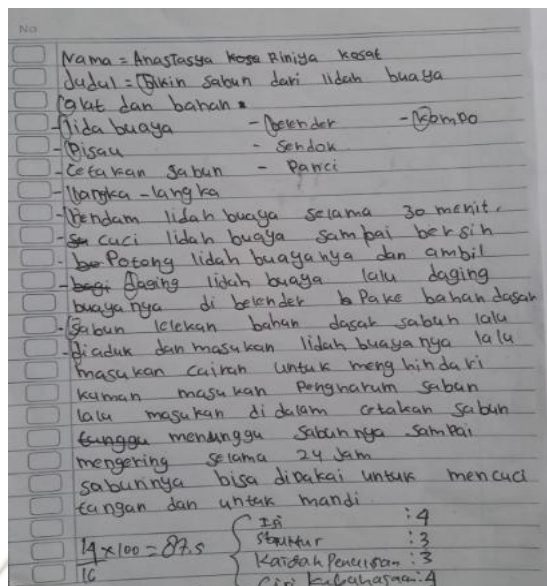 No
Nama = Anastasya Riniya kosat
Judul = Bikin sabun dari lidah buaya
alat dan bahan.
- lida buaya - belender - Kompo
- Pisau - sendok
- Cetakan sabun - Panci
- langka - langka
- Rendam lidah buaya selama 30 menit.
- cuci lidah buaya sampai bersih
- Potong lidah buayanya dan ambil
- daging lidah buaya lalu daging
buayanya di belender Pake bahan dasar
- Sabun lelekan bahan dasar sabun lalu
- diaduk dan masukan lidah buayanya lalu
masukan cairan untuk menghindari
kuman masukan Pengharum sabun
lalu masukan di dalam cetakan sabun
menunggu sabunnya sampai
mengering selama 24 Jam
sabunnya bisa dipakai untuk mencuci
tangan dan untuk mandi.
14/16 x100 = 87.5
Isi : 4
Struktur : 3
Kaidah Penulisan : 3
Ciri kebahasaan : 4